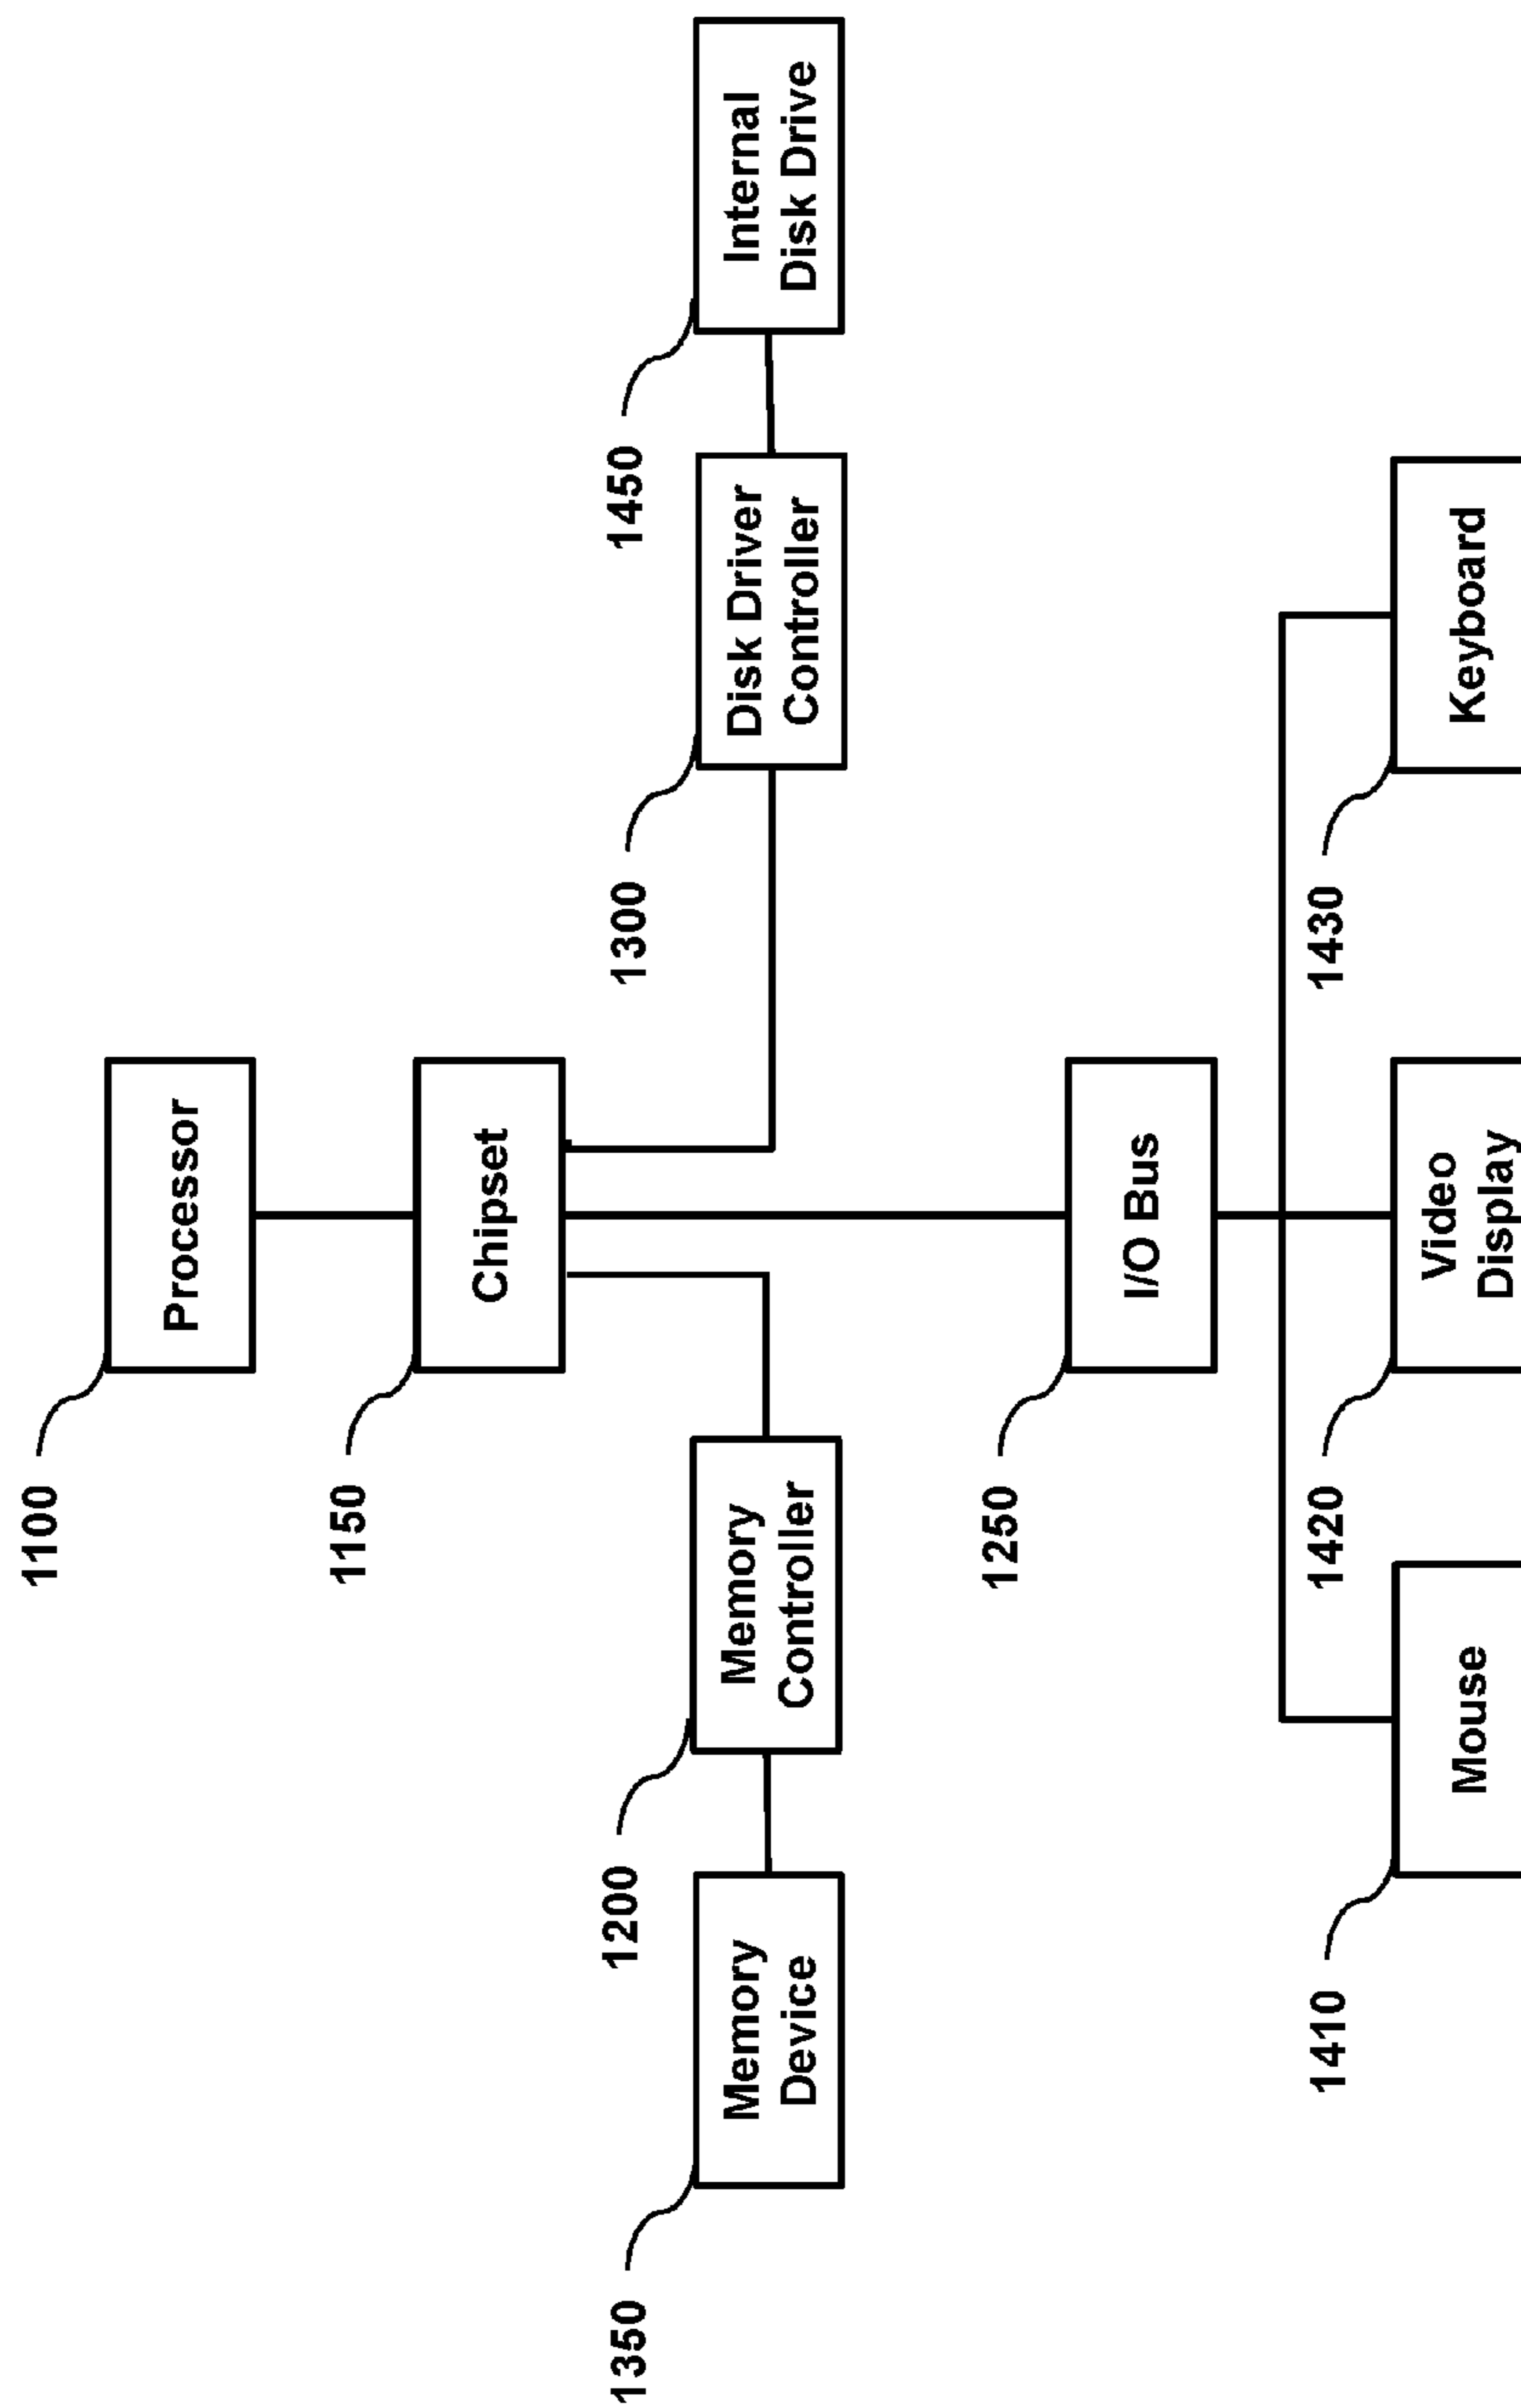 1100
Processor
1150
Chipset
1350
Memory
Device
1200
Memory
Controller
1300
Disk Driver
Controller
1450
Internal
Disk Drive
1250
I/O Bus
1410
Mouse
1420
Video
Display
1430
Keyboard